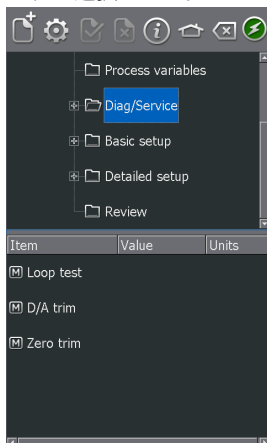 Process variables
Diag/Service
Basic setup
Detailed setup
Review
Item Value Units
M Loop test
M D/A trim
M Zero trim